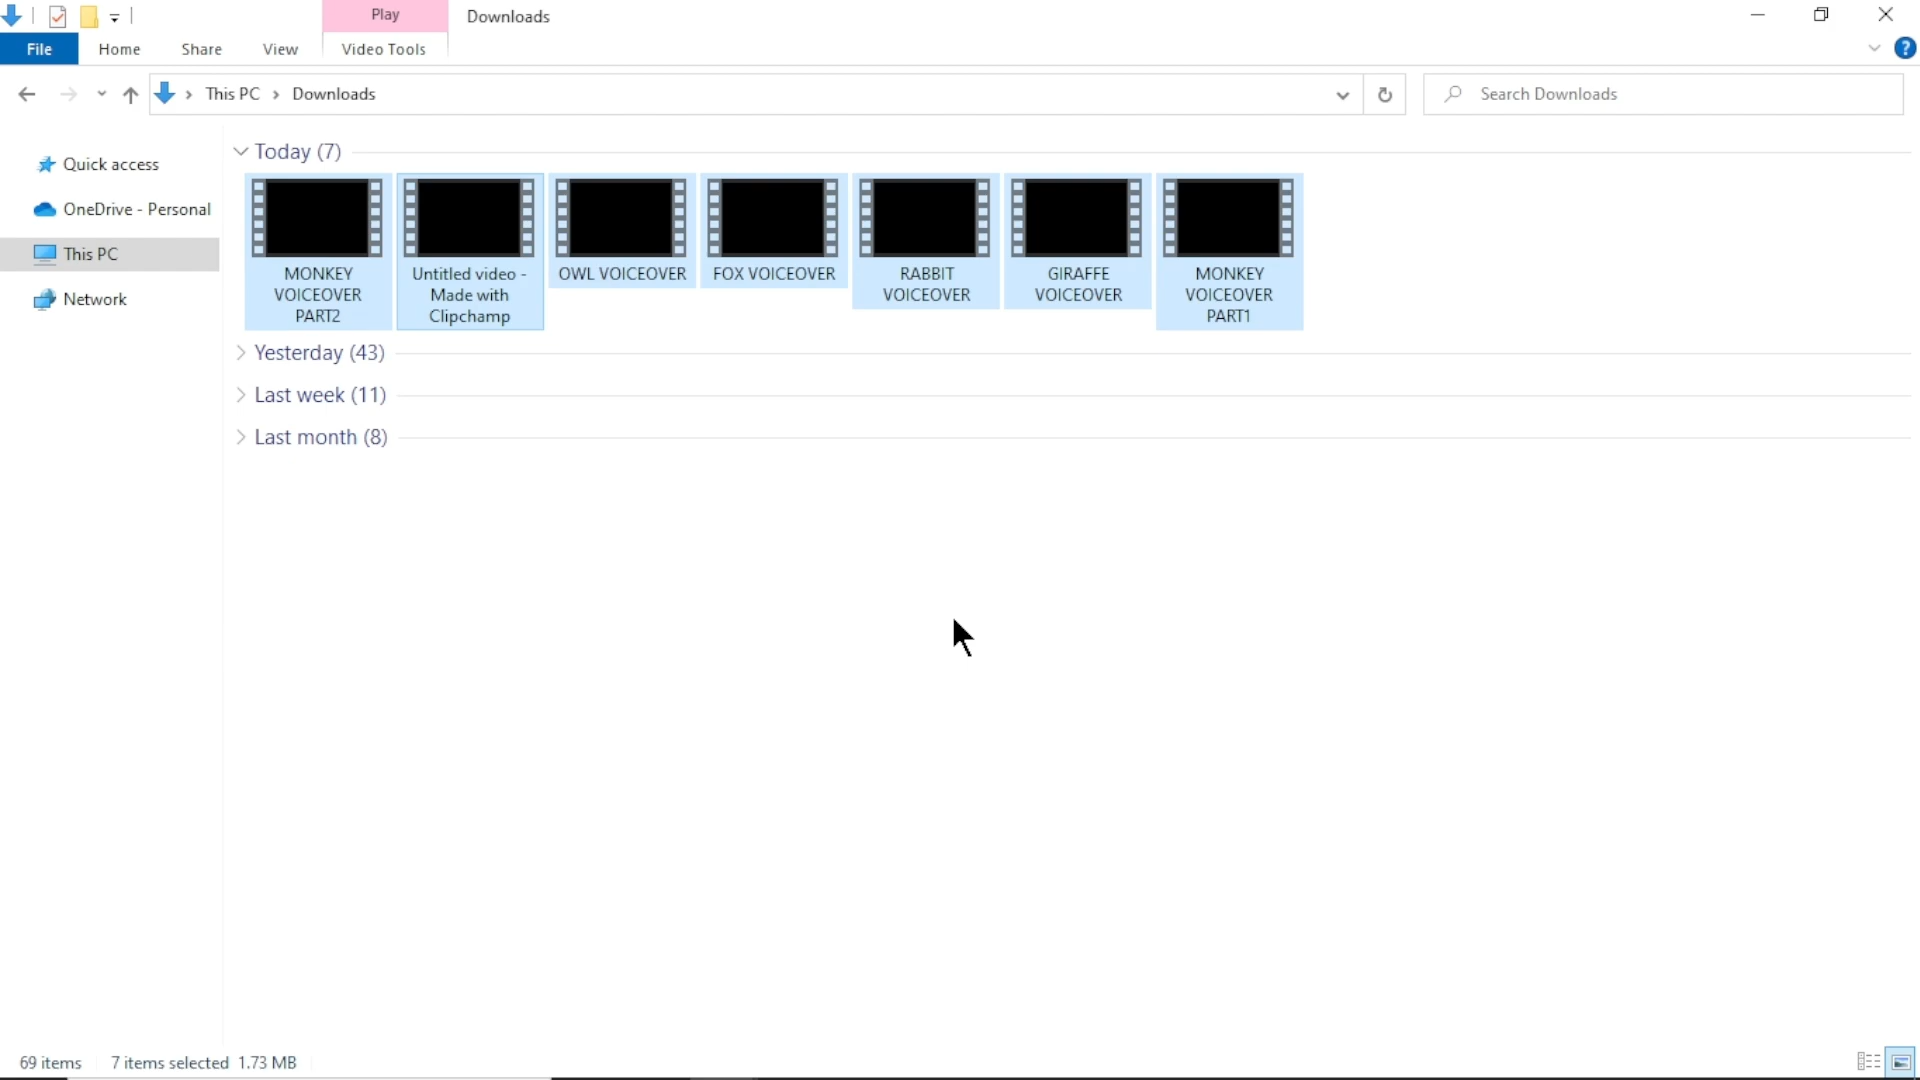 Play
Downloads
File
Home
Share
View
Video Tools
This PC
Downloads
Search Downloads
Quick access
OneDrive - Personal
This PC
Network
Today (7)
MONKEY
VOICEOVER
PART2
Untitled video -
Made with
Clipchamp
OWL VOICEOVER
FOX VOICEOVER
RABBIT
VOICEOVER
GIRAFFE
VOICEOVER
MONKEY
VOICEOVER
PART1
Yesterday (43)
Last week (11)
Last month (8)
69 items
7 items selected 1.73 MB